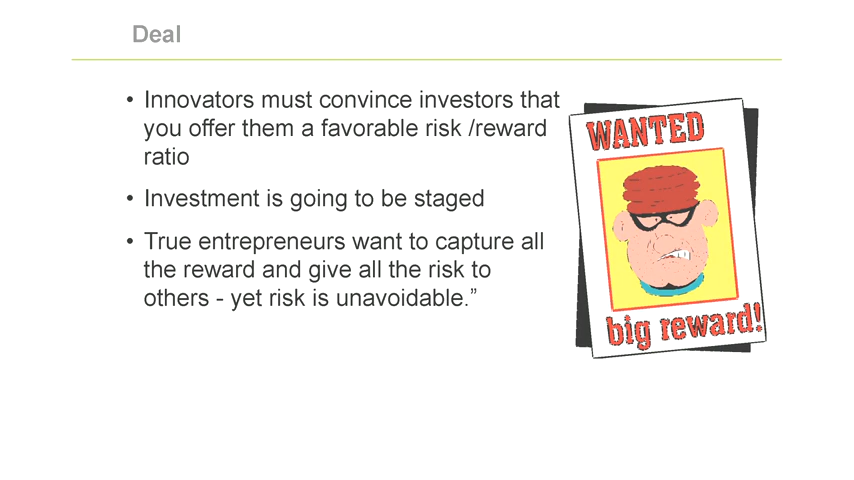 Deal
• Innovators must convince investors that
you offer them a favorable risk /reward
ratio
• Investment is going to be staged
• True entrepreneurs want to capture all
the reward and give all the risk to
others - yet risk is unavoidable.”
WANTED
big reward!